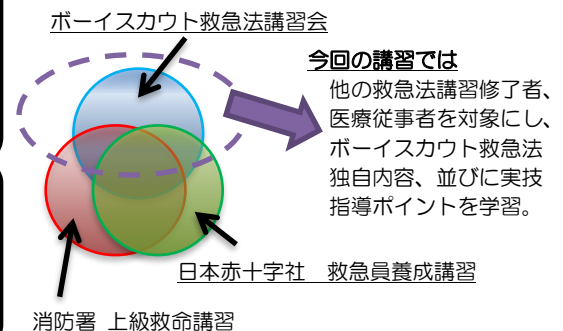 ボーイスカウト救急法講習会
今回の講習では
他の救急法講習修了者、
医療従事者を対象にし、
ボーイスカウト救急法
独自内容、並びに実技
指導ポイントを学習。
日本赤十字社　救急員養成講習
消防署 上級救命講習